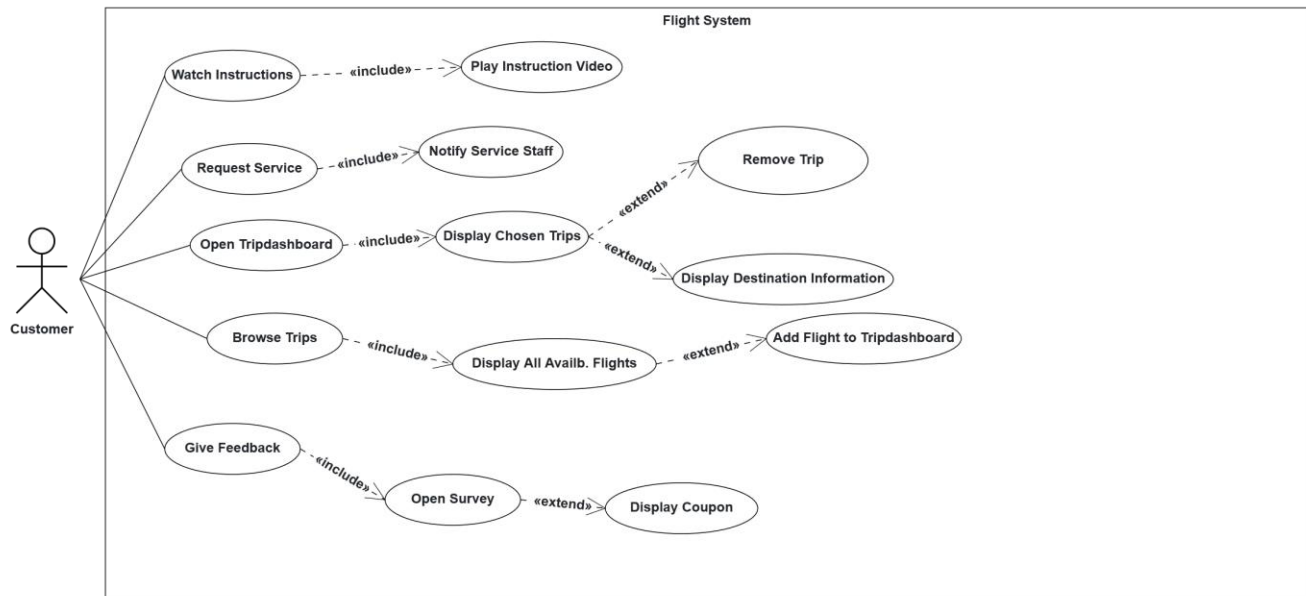 Flight System
Watch Instructions
«include»
Play Instruction Video
Request Service
«include»
Notify Service Staff
Remove Trip
«extend»
Open Tripdashboard
«include»
Display Chosen Trips
«extend»
Display Destination Information
Customer
Browse Trips
«include»
Display All Availb. Flights
«extend»
Add Flight to Tripdashboard
Give Feedback
«include»
Open Survey
«extend»
Display Coupon